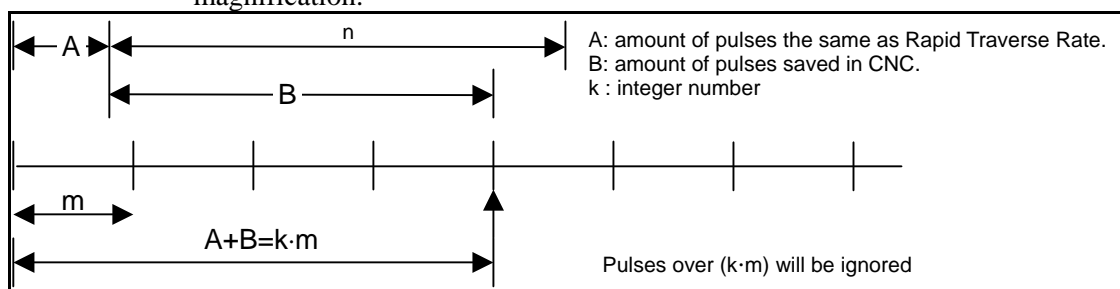 magnification.
A
n
A: amount of pulses the same as Rapid Traverse Rate.
B: amount of pulses saved in CNC.
k : integer number
B
m
A+B=k·m
Pulses over (k·m) will be ignored